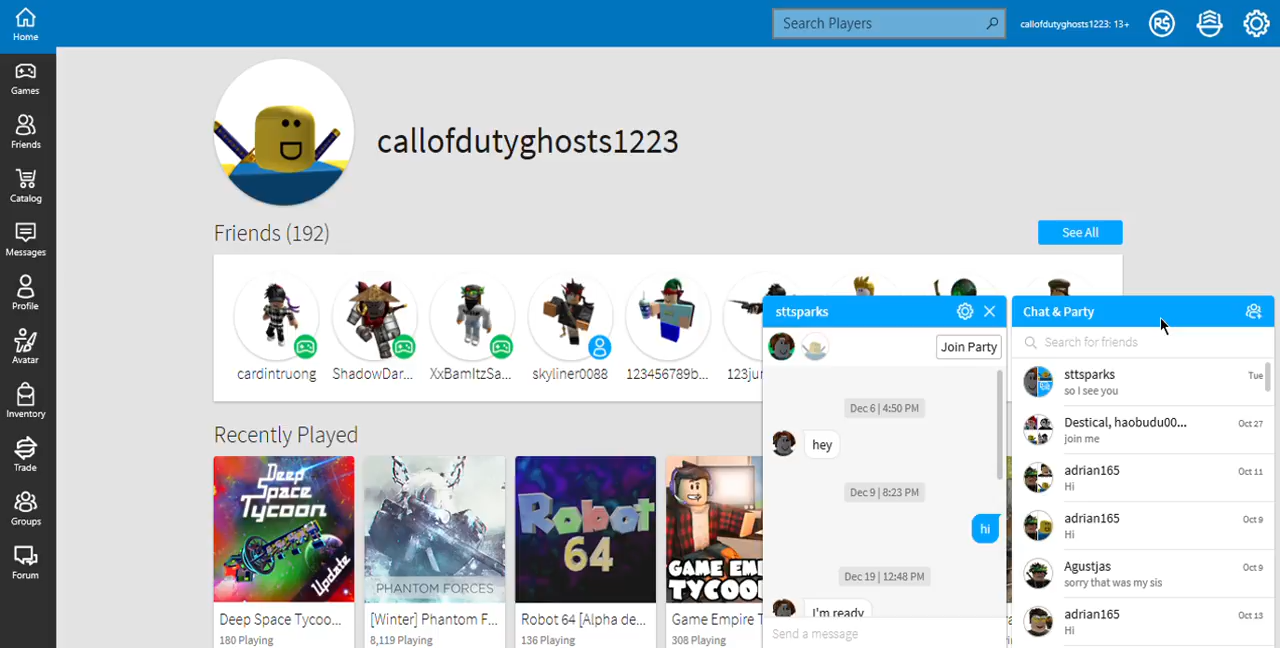 Home
Search Players
callofdutyghosts1223: 13+
R$
Games
Friends
Catalog
Messages
Profile
Avatar
Inventory
Trade
Groups
Forum
callofdutyghosts1223
Friends (192)
See All
cardintruong
ShadowDar...
XxBamItzSa...
skyliner0088
123456789b...
123jur
Recently Played
Deep
Space
Tycoon
Update
Deep Space Tycoo...
180 Playing
PHANTOM FORCES
[Winter] Phantom F...
8,119 Playing
Robot
64
Robot 64 [Alpha de...
136 Playing
GAME EMP
TYCOO
Game Empire T
308 Playing
sttsparks
Join Party
Dec 6 | 4:50 PM
hey
Dec 9 | 8:23 PM
hi
Dec 19 | 12:48 PM
I'm ready
Send a message
Chat & Party
Search for friends
sttsparks
Tue
so I see you
Destical, haobudu00...
Oct 27
join me
adrian165
Oct 11
Hi
adrian165
Oct 9
Hi
Agustjas
Oct 9
sorry that was my sis
adrian165
Oct 13
Hi